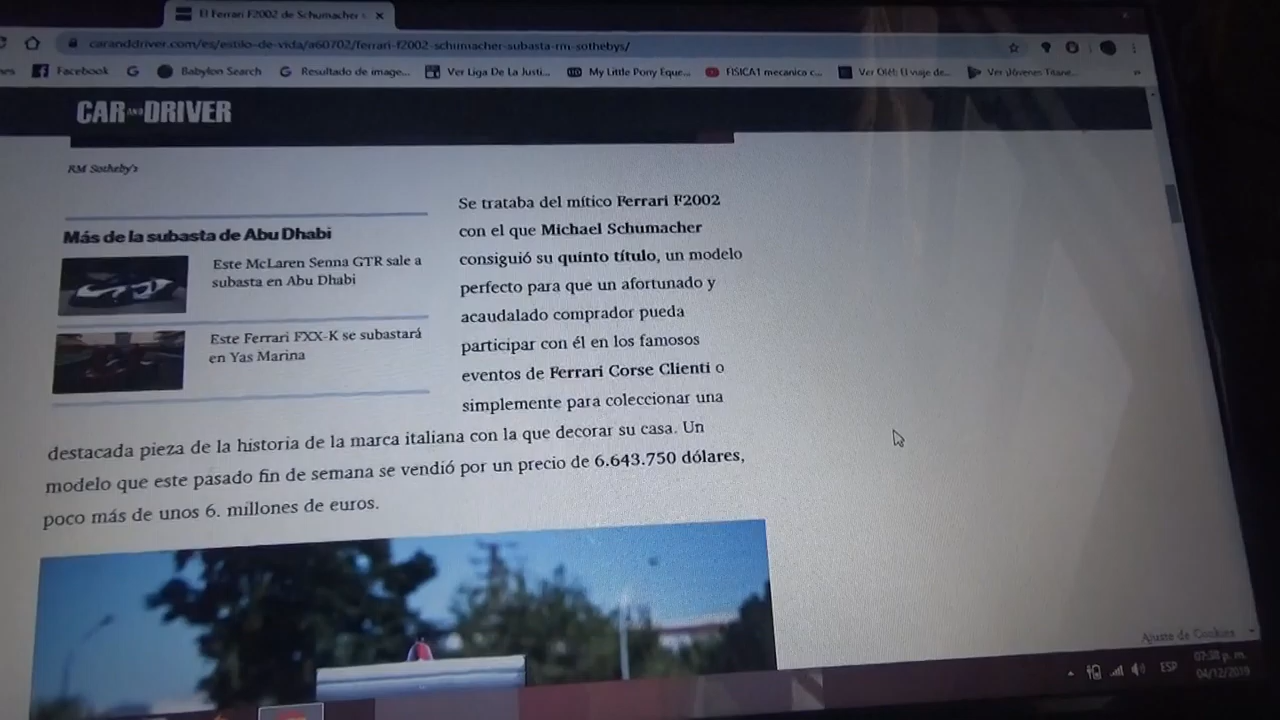 El Ferrari F2002 de Schumacher s
caranddriver.com/es/estilo-de-vida/a60702/ferrari-f2002-schumacher-subasta-rm-sothebys/
Facebook
Babylon Search
Resultado de image...
Ver Liga De La Justi...
My Little Pony Eque...
FISICA1 mecanica c...
Ver Olé! El viaje de...
Ver Jóvenes Titane...
CAR AND DRIVER
RM Sotheby's
Más de la subasta de Abu Dhabi
Este McLaren Senna GTR sale a
subasta en Abu Dhabi
Este Ferrari FXX-K se subastará
en Yas Marina
Se trataba del mítico Ferrari F2002
con el que Michael Schumacher
consiguió su quinto título, un modelo
perfecto para que un afortunado y
acaudalado comprador pueda
participar con él en los famosos
eventos de Ferrari Corse Clienti o
simplemente para coleccionar una
destacada pieza de la historia de la marca italiana con la que decorar su casa. Un
modelo que este pasado fin de semana se vendió por un precio de 6.643.750 dólares,
poco más de unos 6. millones de euros.
Ajuste de Cookies
ESP
07:38 p. m.
04/12/2019